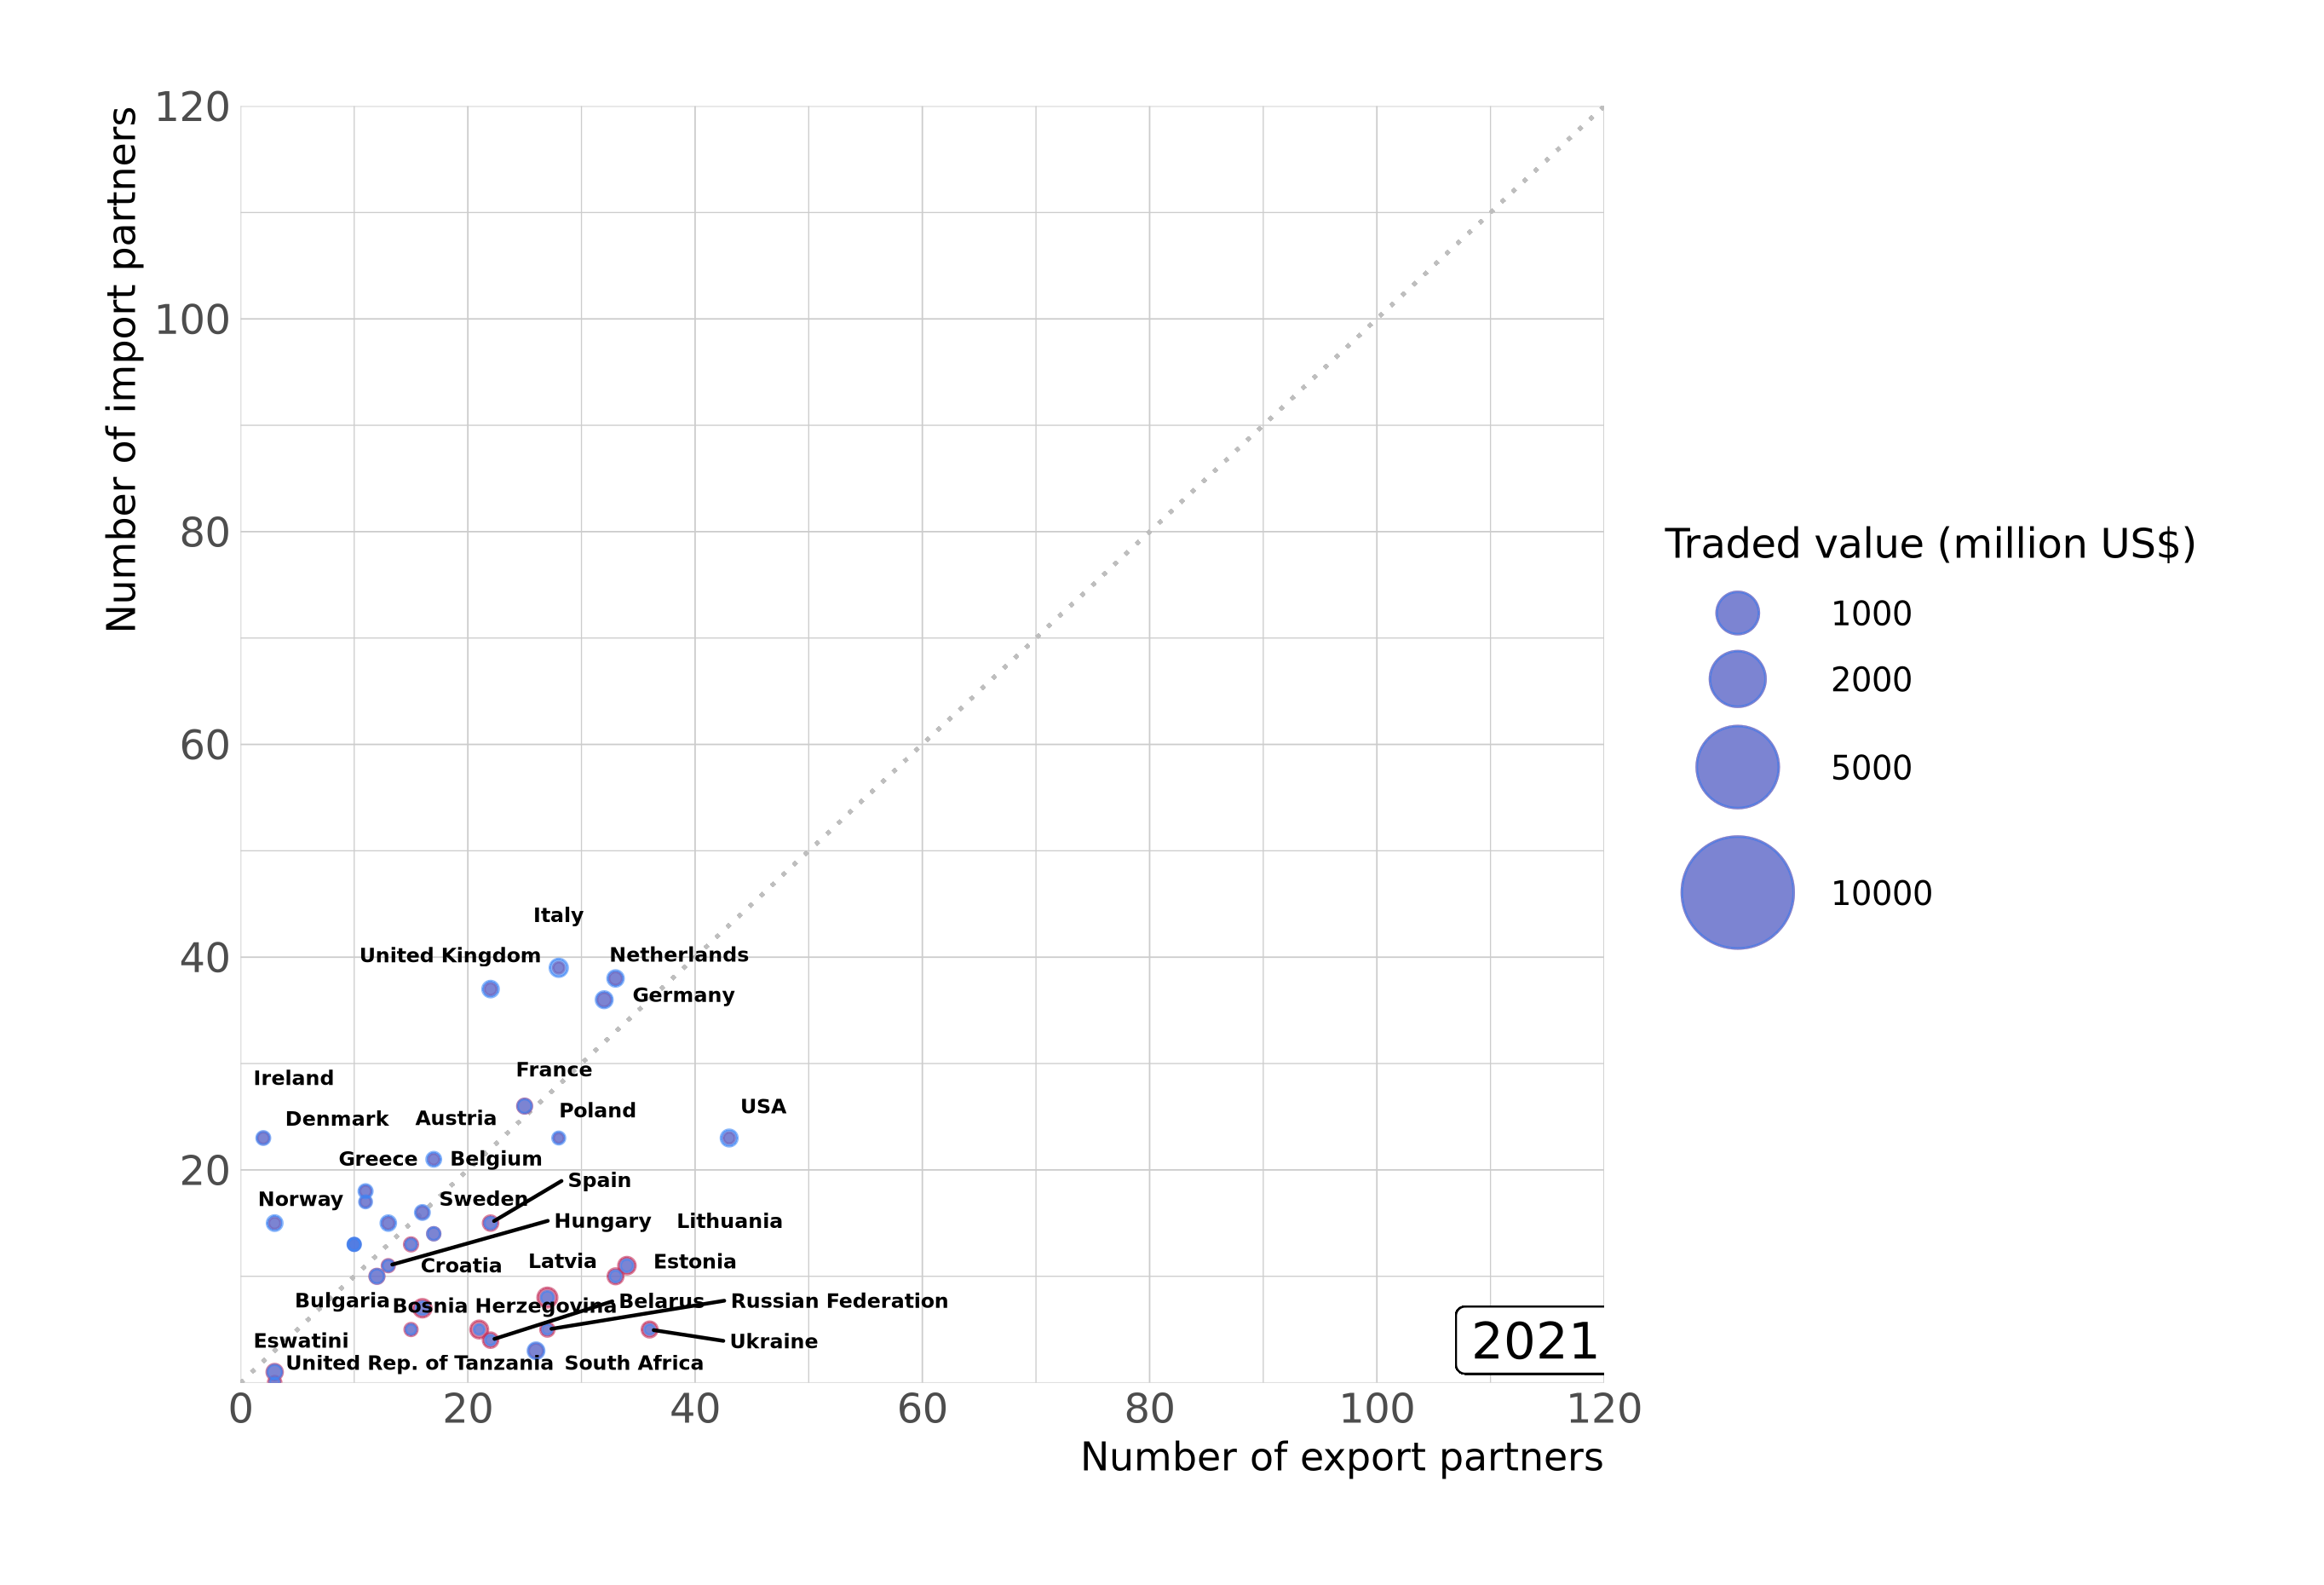 120
100
80
60
40
20
Number of import partners
Italy
United Kingdom
Netherlands
Germany
France
Ireland
Poland
USA
Denmark
Austria
Greece
Belgium
Spain
Norway
Sweden
Hungary
Lithuania
Croatia
Latvia
Estonia
Bulgaria
Bosnia Herzegovina
Belarus
Russian Federation
Eswatini
Ukraine
United Rep. of Tanzania
South Africa
2021
0
20
40
60
80
100
120
Number of export partners
Traded value (million US$)
1000
2000
5000
10000